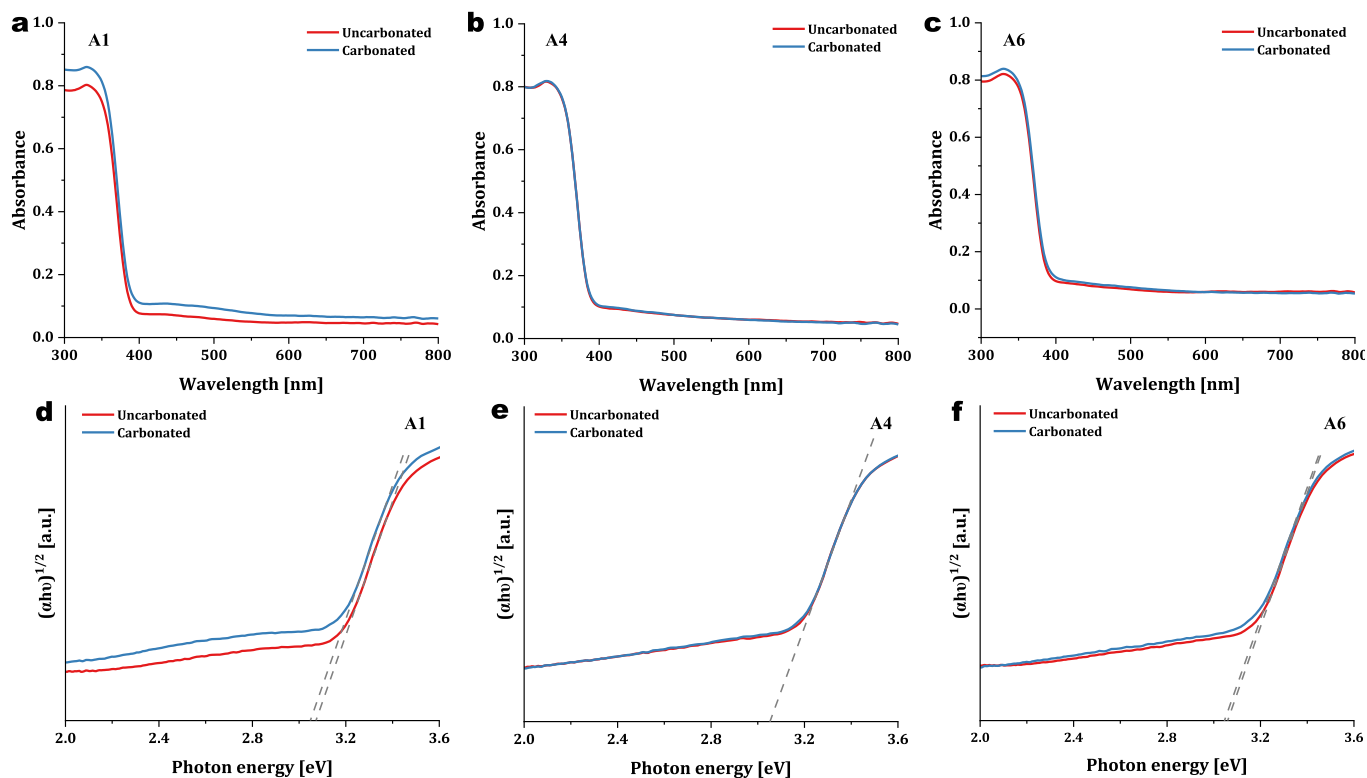 a
A1
Uncarbonated
Carbonated
1.0
0.8
0.6
0.4
0.2
0.0
Absorbance
300 400 500 600 700 800
Wavelength [nm]
b
A4
Uncarbonated
Carbonated
1.0
0.8
0.6
0.4
0.2
0.0
Absorbance
300 400 500 600 700 800
Wavelength [nm]
c
A6
Uncarbonated
Carbonated
1.0
0.8
0.6
0.4
0.2
0.0
Absorbance
300 400 500 600 700 800
Wavelength [nm]
d
Uncarbonated
Carbonated
A1
(αhυ)1/2 [a.u.]
2.0 2.4 2.8 3.2 3.6
Photon energy [eV]
e
Uncarbonated
Carbonated
A4
(αhυ)1/2 [a.u.]
2.0 2.4 2.8 3.2 3.6
Photon energy [eV]
f
Uncarbonated
Carbonated
A6
(αhυ)1/2 [a.u.]
2.0 2.4 2.8 3.2 3.6
Photon energy [eV]